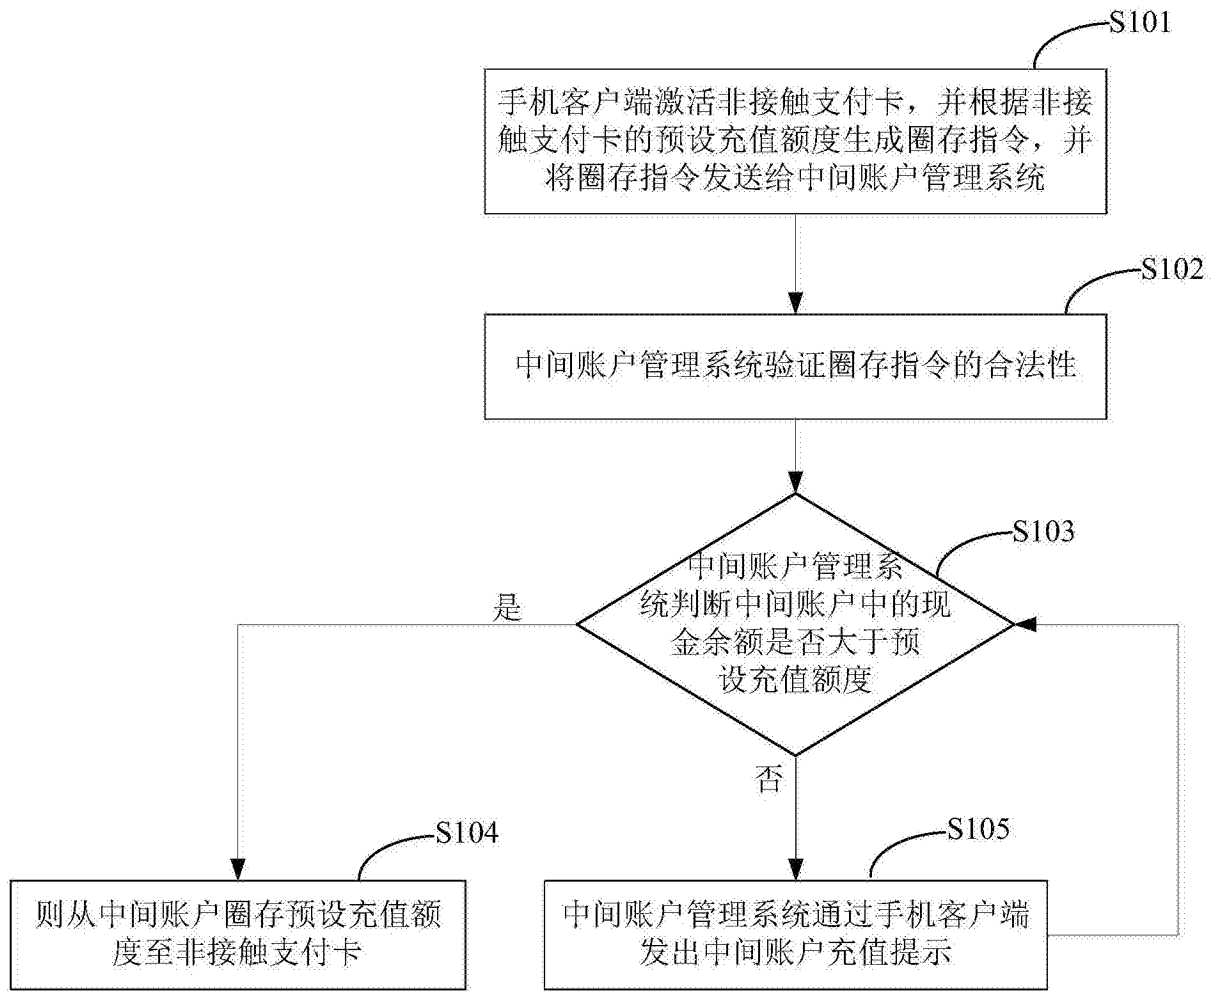 S101
手机客户端激活非接触支付卡，并根据非接
触支付卡的预设充值额度生成圈存指令，并
将圈存指令发送给中间账户管理系统
S102
中间账户管理系统验证圈存指令的合法性
S103
中间账户管理系
统判断中间账户中的现
金余额是否大于预
设充值额度
是
否
S104
则从中间账户圈存预设充值额
度至非接触支付卡
S105
中间账户管理系统通过手机客户端
发出中间账户充值提示